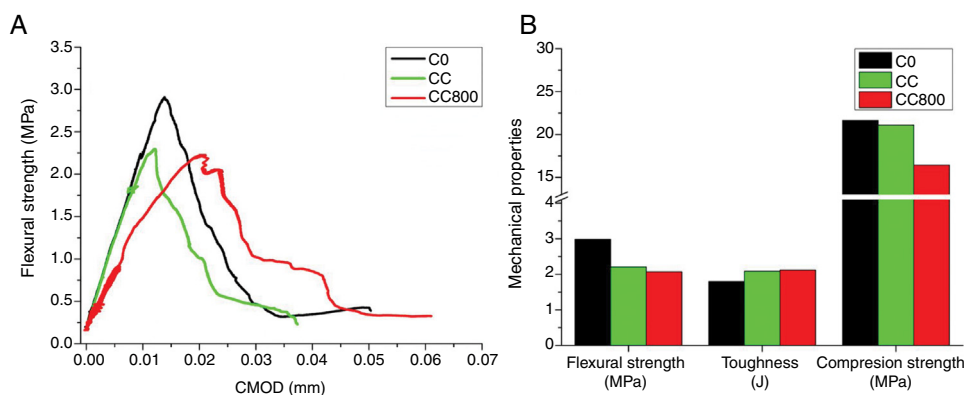 A
Flexural strength (MPa)
3.5
3.0
2.5
2.0
1.5
1.0
0.5
0.0
C0
CC
CC800
0.00
0.01
0.02
0.03
0.04
0.05
0.06
0.07
CMOD (mm)
B
Mechanical properties
30
25
20
15
4
3
2
1
0
C0
CC
CC800
Flexural strength
(MPa)
Toughness
(J)
Compresion strength
(MPa)